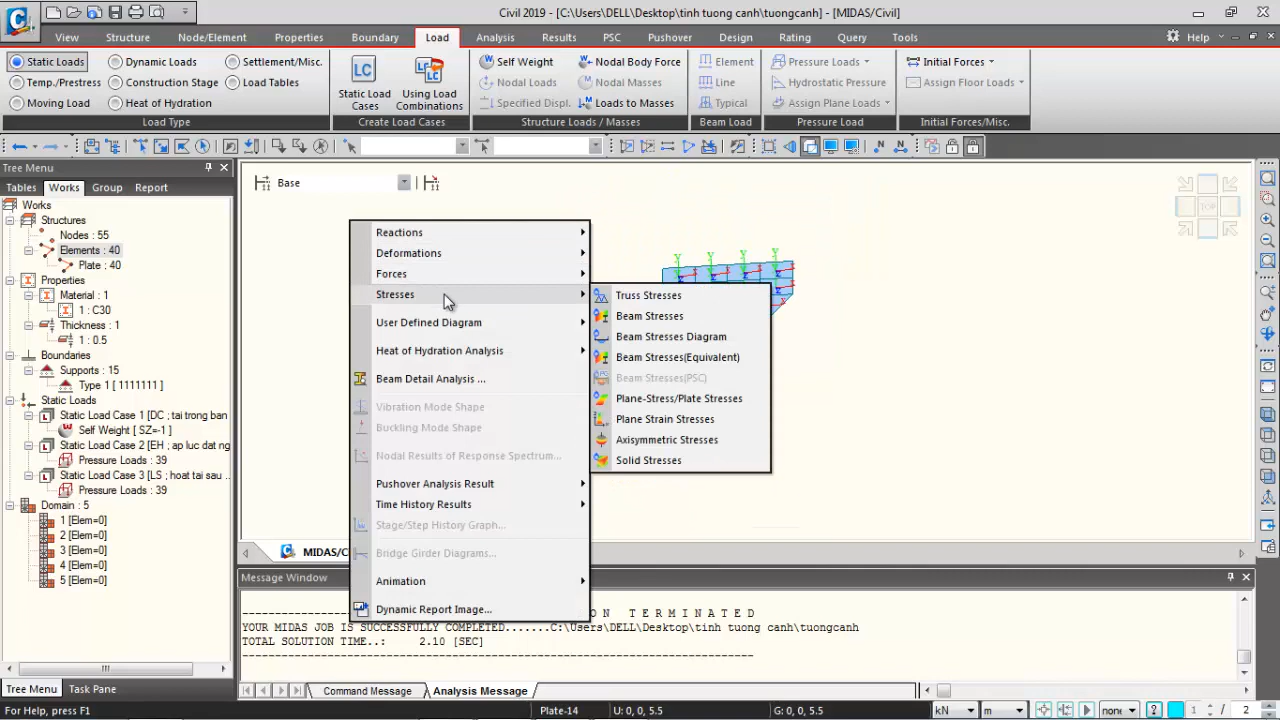 Civil 2019 - [C:\Users\DELL\Desktop\tinh tuong canh\tuongcanh] - [MIDAS/Civil]
View Structure Node/Element Properties Boundary Load Analysis Results PSC Pushover Design Rating Query Tools Help
Static Loads Dynamic Loads Settlement/Misc.
Temp./Prestress Construction Stage Load Tables
Moving Load Heat of Hydration
Load Type
Static Load Cases
Using Load Combinations
Create Load Cases
Self Weight Nodal Body Force
Nodal Loads Nodal Masses
Specified Displ. Loads to Masses
Structure Loads / Masses
Element
Line
Typical
Beam Load
Pressure Loads
Hydrostatic Pressure
Assign Plane Loads
Pressure Load
Initial Forces
Assign Floor Loads
Initial Forces/Misc.
Tree Menu
Tables Works Group Report
Works
Structures
Nodes : 55
Elements : 40
Plate : 40
Properties
Material : 1
1 : C30
Thickness : 1
1 : 0.5
Boundaries
Supports : 15
Type 1 [ 1111111 ]
Static Loads
Static Load Case 1 [DC ; tai trong ban
Self Weight [SZ=-1 ]
Static Load Case 2 [EH ; ap luc dat ng
Pressure Loads : 39
Static Load Case 3 [LS ; hoat tai sau
Pressure Loads : 39
Domain : 5
1 [Elem=0]
2 [Elem=0]
3 [Elem=0]
4 [Elem=0]
5 [Elem=0]
Tree Menu Task Pane
Base
TOP
Y Y Y Y
Reactions
Deformations
Forces
Stresses
User Defined Diagram
Heat of Hydration Analysis
Beam Detail Analysis ...
Vibration Mode Shape
Buckling Mode Shape
Nodal Results of Response Spectrum...
Pushover Analysis Result
Time History Results
Stage/Step History Graph...
Bridge Girder Diagrams...
Animation
Dynamic Report Image...
Truss Stresses
Beam Stresses
Beam Stresses Diagram
Beam Stresses(Equivalent)
Beam Stresses(PSC)
Plane-Stress/Plate Stresses
Plane Strain Stresses
Axisymmetric Stresses
Solid Stresses
MIDAS/Ci
Message Window
O N T E R M I N A T E D
YOUR MIDAS JOB IS SUCCESSFULLY COMPLETED.......C:\Users\DELL\Desktop\tinh tuong canh\tuongcanh
TOTAL SOLUTION TIME..: 2.10 [SEC]
Command Message Analysis Message
For Help, press F1 Plate-14 U: 0, 0, 5.5 G: 0, 0, 5.5 kN m none 1 / 2